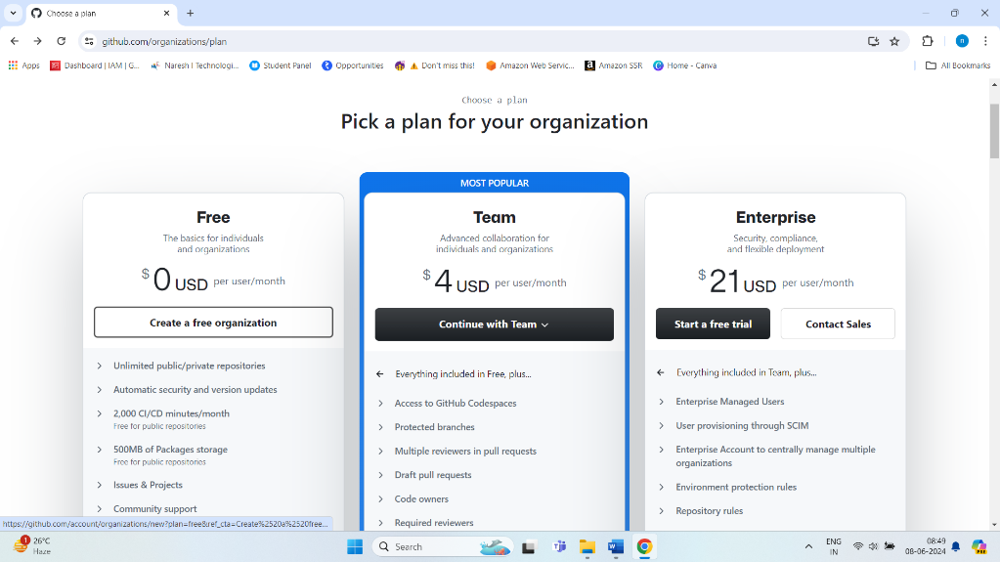 Choose a plan
github.com/organizations/plan
n
Apps
Dashboard | IAM | G...
Naresh I Technologi...
Student Panel
Opportunities
Don't miss this!
Amazon Web Servic...
Amazon SSR
Home - Canva
All Bookmarks
Choose a plan
Pick a plan for your organization
Free
The basics for individuals
and organizations
$ 0 USD per user/month
Create a free organization
Unlimited public/private repositories
Automatic security and version updates
2,000 CI/CD minutes/month
Free for public repositories
500MB of Packages storage
Free for public repositories
Issues & Projects
Community support
MOST POPULAR
Team
Advanced collaboration for
individuals and organizations
$ 4 USD per user/month
Continue with Team
Everything included in Free, plus...
Access to GitHub Codespaces
Protected branches
Multiple reviewers in pull requests
Draft pull requests
Code owners
Required reviewers
Enterprise
Security, compliance,
and flexible deployment
$ 21 USD per user/month
Start a free trial
Contact Sales
Everything included in Team, plus...
Enterprise Managed Users
User provisioning through SCIM
Enterprise Account to centrally manage multiple
organizations
Environment protection rules
Repository rules
https://github.com/account/organizations/new?plan=free&ref_cta=Create%2520a%2520free...
1
26°C
Haze
Search
ENG
IN
08:49
08-06-2024